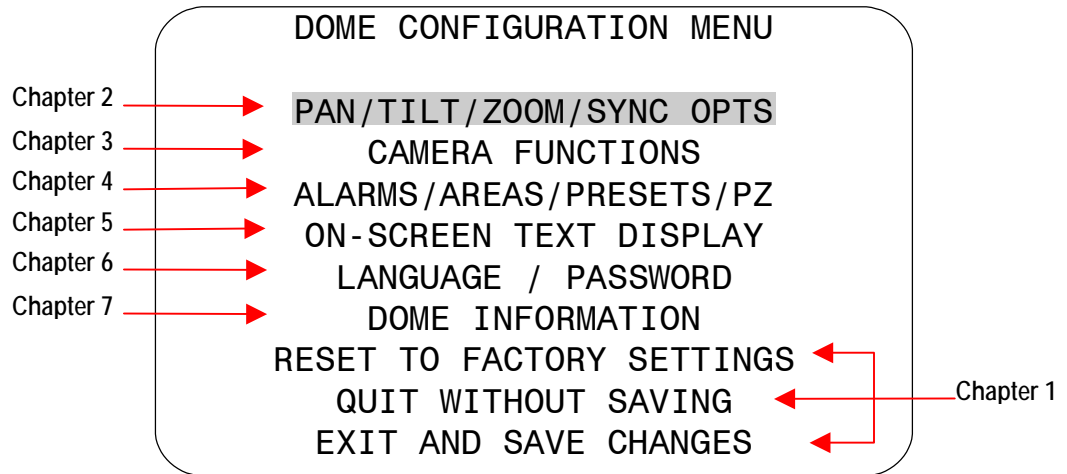 DOME CONFIGURATION MENU
Chapter 2
PAN/TILT/ZOOM/SYNC OPTS
Chapter 3
CAMERA FUNCTIONS
Chapter 4
ALARMS/AREAS/PRESETS/PZ
Chapter 5
ON-SCREEN TEXT DISPLAY
Chapter 6
LANGUAGE / PASSWORD
Chapter 7
DOME INFORMATION
RESET TO FACTORY SETTINGS
QUIT WITHOUT SAVING
Chapter 1
EXIT AND SAVE CHANGES